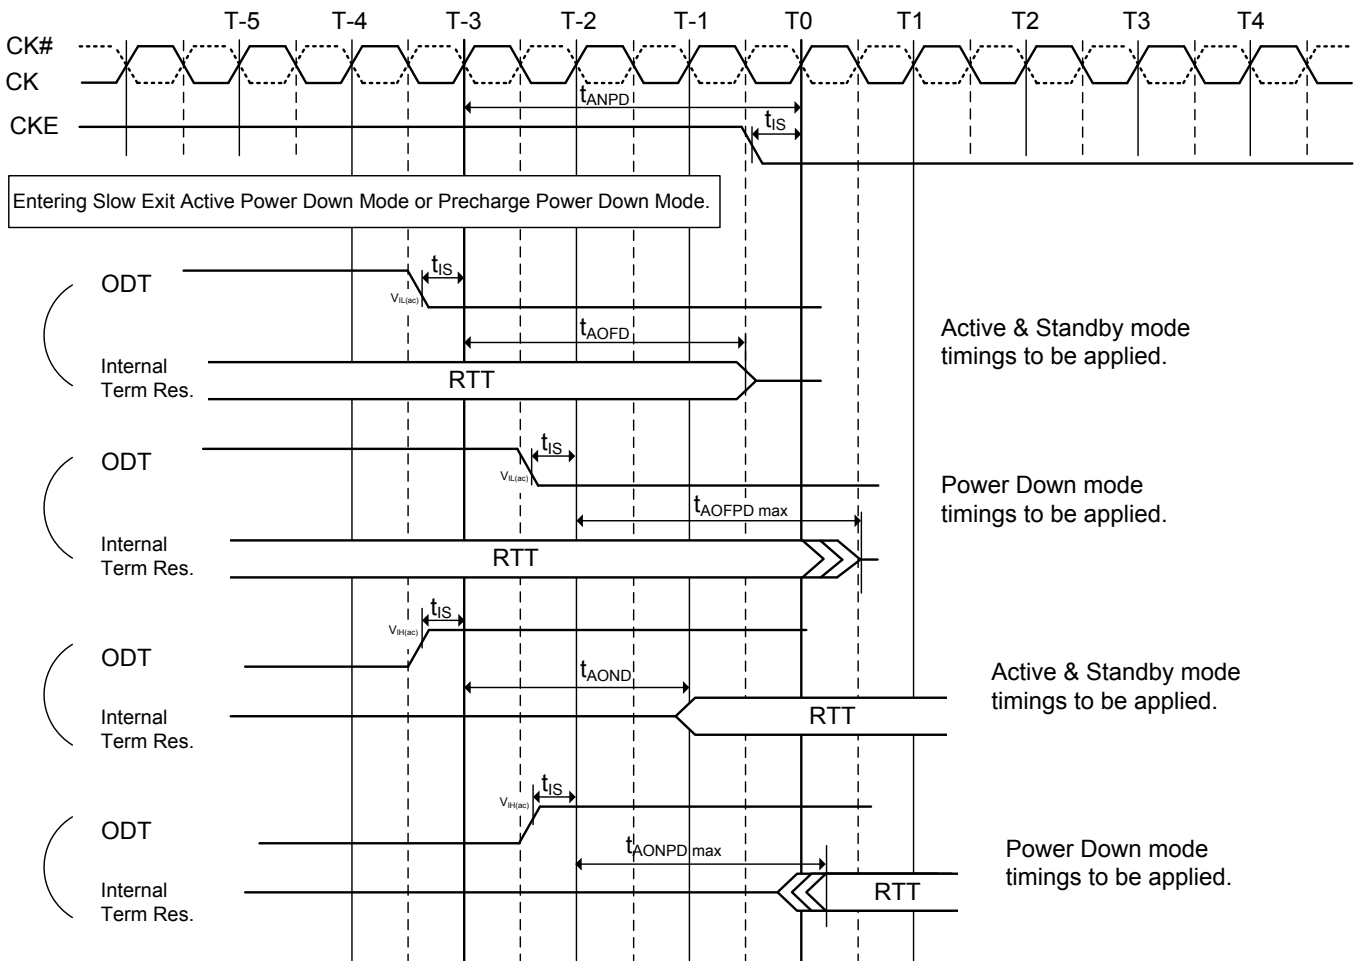 T-5 T-4 T-3 T-2 T-1 T0 T1 T2 T3 T4
CK#
CK
tANPD
CKE
tIS
Entering Slow Exit Active Power Down Mode or Precharge Power Down Mode.
ODT
tIS
VIL(ac)
tAOFD
Active & Standby mode
timings to be applied.
Internal
Term Res.
RTT
ODT
tIS
VIL(ac)
tAOFPD max
Power Down mode
timings to be applied.
Internal
Term Res.
RTT
tIS
VIH(ac)
ODT
tAOND
Active & Standby mode
timings to be applied.
Internal
Term Res.
RTT
tIS
VIH(ac)
ODT
tAONPD max
Power Down mode
timings to be applied.
Internal
Term Res.
RTT